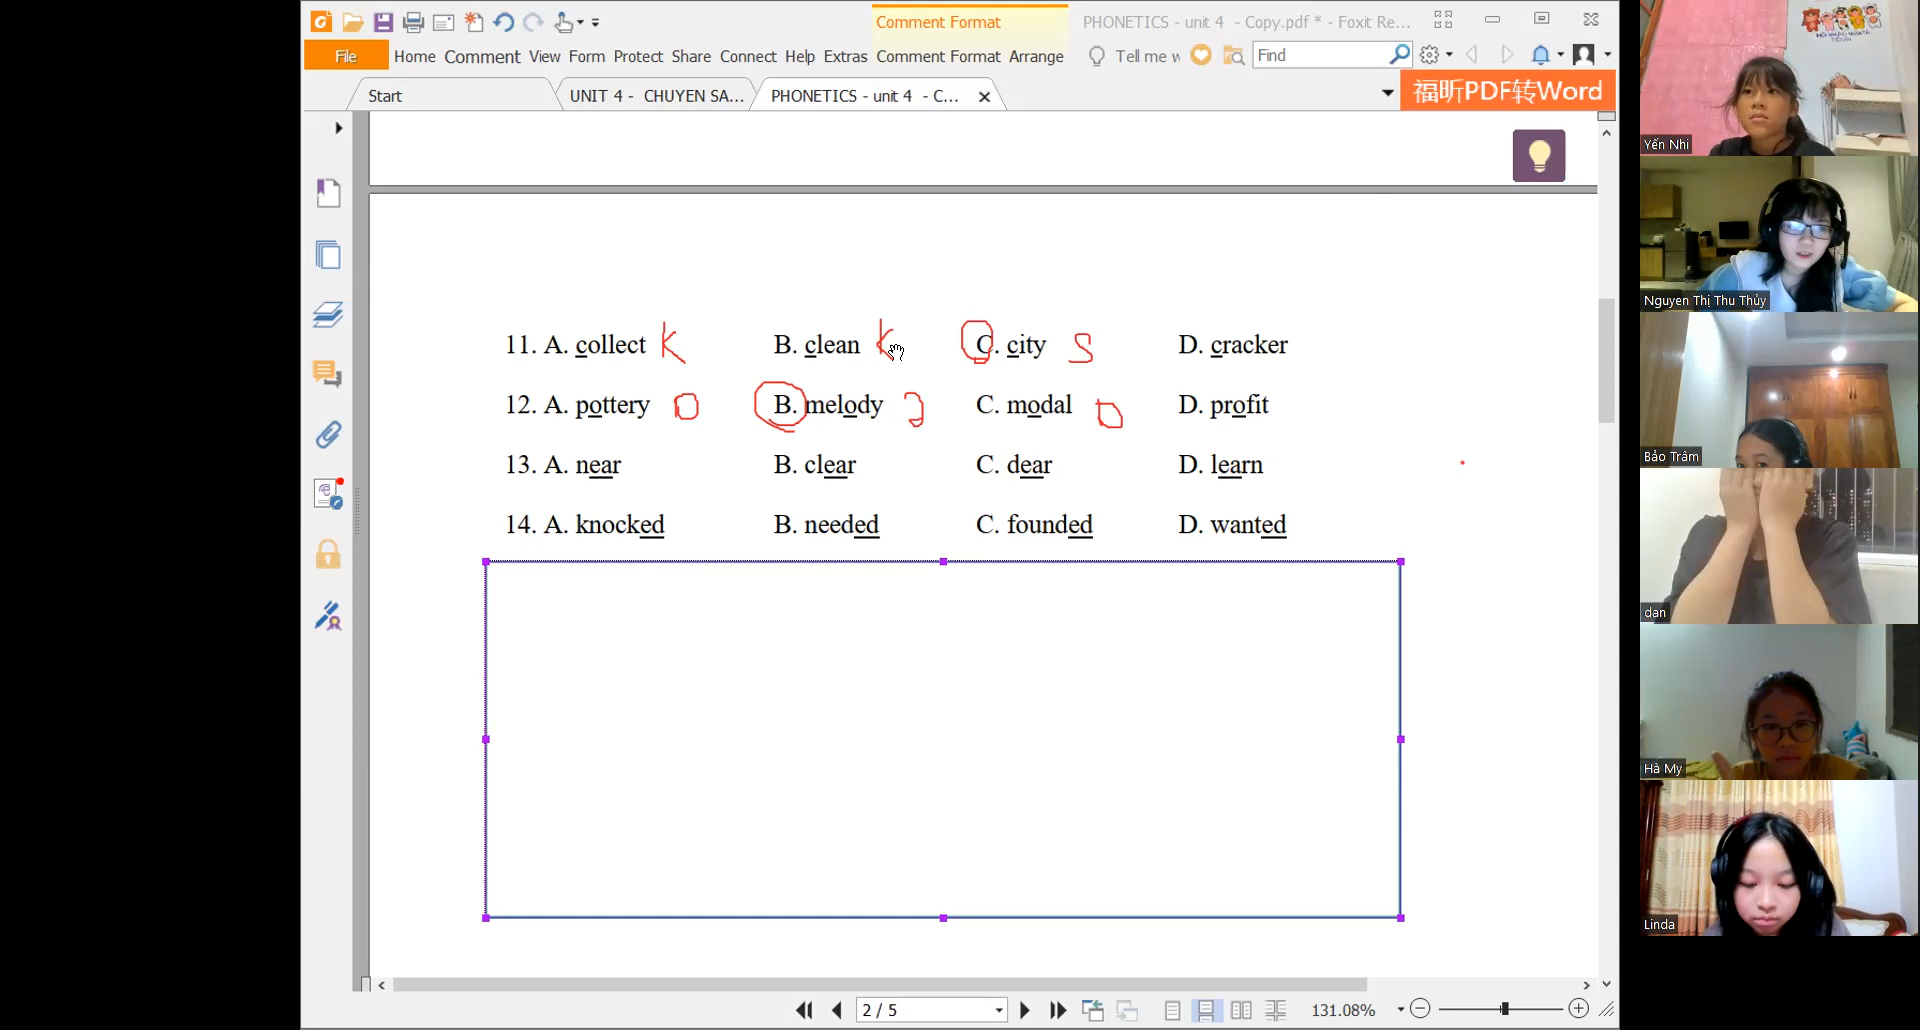 Comment Format
PHONETICS - unit 4 - Copy.pdf * - Foxit Re...
File Home Comment View Form Protect Share Connect Help Extras Comment Format Arrange Tell me w Find
Start UNIT 4 - CHUYEN SA... PHONETICS - unit 4 - C... 福昕PDF转Word
11. A. collect K B. clean K C. city S D. cracker
12. A. pottery O B. melody C. modal O D. profit
13. A. near B. clear C. dear D. learn
14. A. knocked B. needed C. founded D. wanted
2 / 5 131.08%
Yến Nhi
Nguyen Thị Thu Thủy
Bảo Trâm
dan
Hà My
Linda